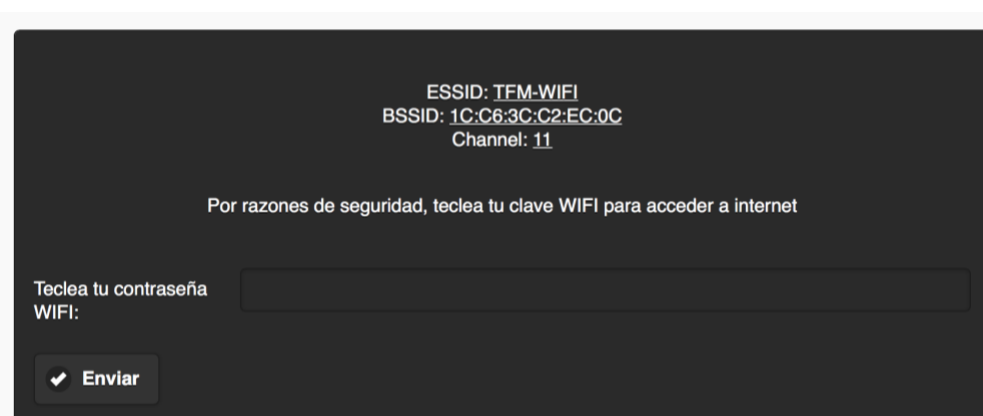 ESSID: TFM-WIFI
BSSID: 1C:C6:3C:C2:EC:0C
Channel: 11
Por razones de seguridad, teclea tu clave WIFI para acceder a internet
Teclea tu contraseña
WIFI:
Enviar